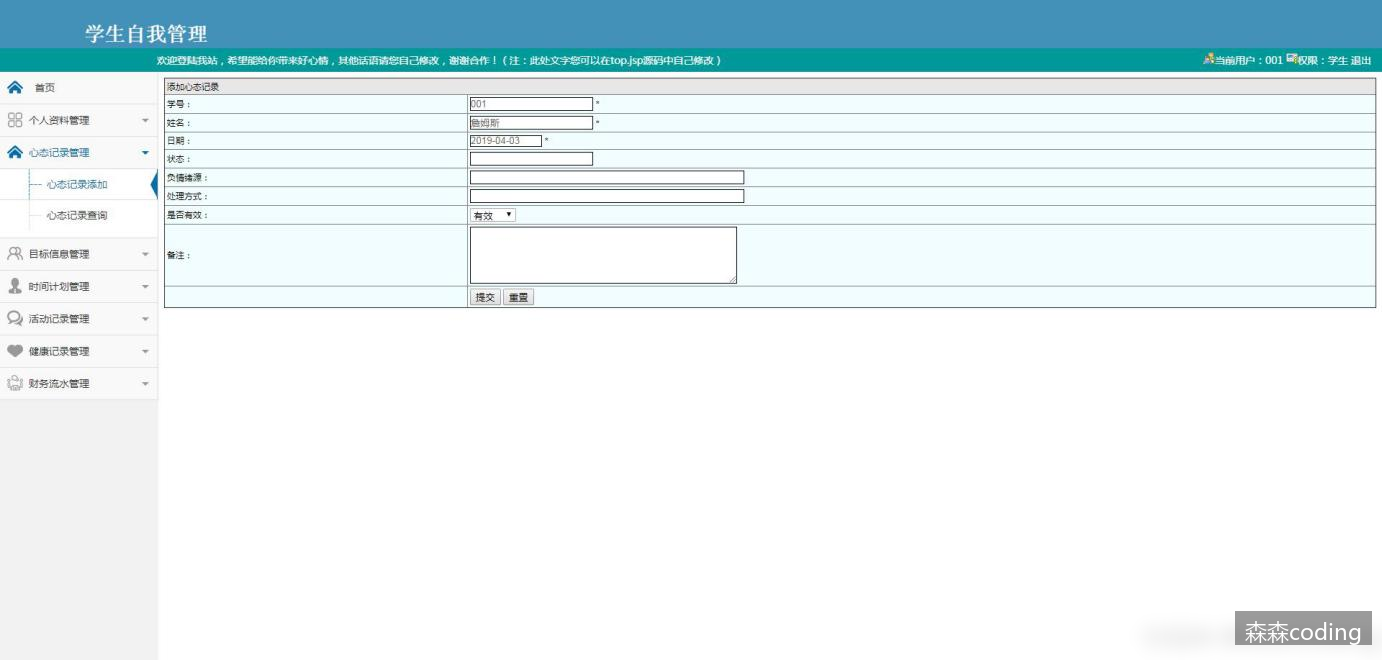 学生自我管理
欢迎登陆我站，希望能给你带来好心情，其他话语请您自己修改，谢谢合作！（注：此处文字您可以在top.jsp源码中自己修改）
当前用户：001 权限：学生 退出
首页
个人资料管理
心态记录管理
心态记录添加
心态记录查询
目标信息管理
时间计划管理
活动记录管理
健康记录管理
财务流水管理
添加心态记录
学号： 001 *
姓名： 詹姆斯 *
日期： 2019-04-03 *
状态：
负情绪源：
处理方式：
是否有效： 有效
备注：
提交 重置
森森coding